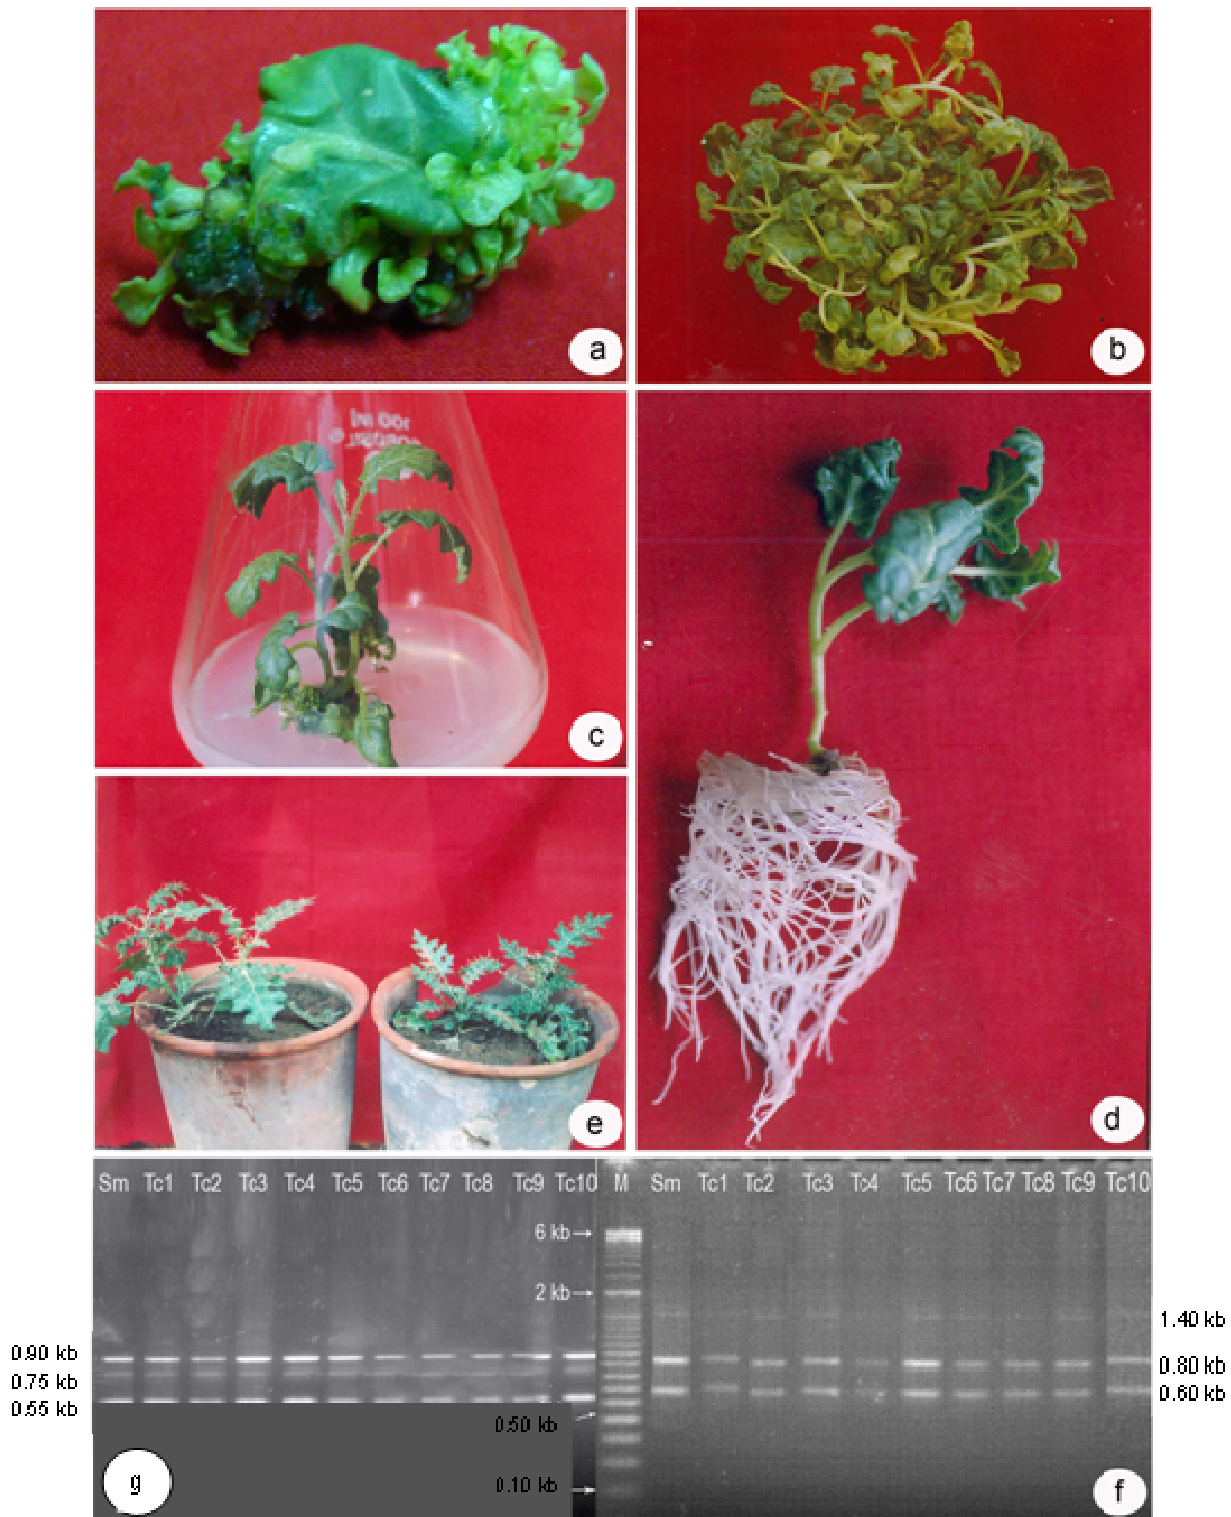 a
b
c
d
e
Sm Tc1 Tc2 Tc3 Tc4 Tc5 Tc6 Tc7 Tc8 Tc9 Tc10 M Sm Tc1 Tc2 Tc3 Tc4 Tc5 Tc6 Tc7 Tc8 Tc9 Tc10
6 kb
2 kb
1.40 kb
0.90 kb
0.80 kb
0.75 kb
0.60 kb
0.55 kb
0.50 kb
0.10 kb
g
f